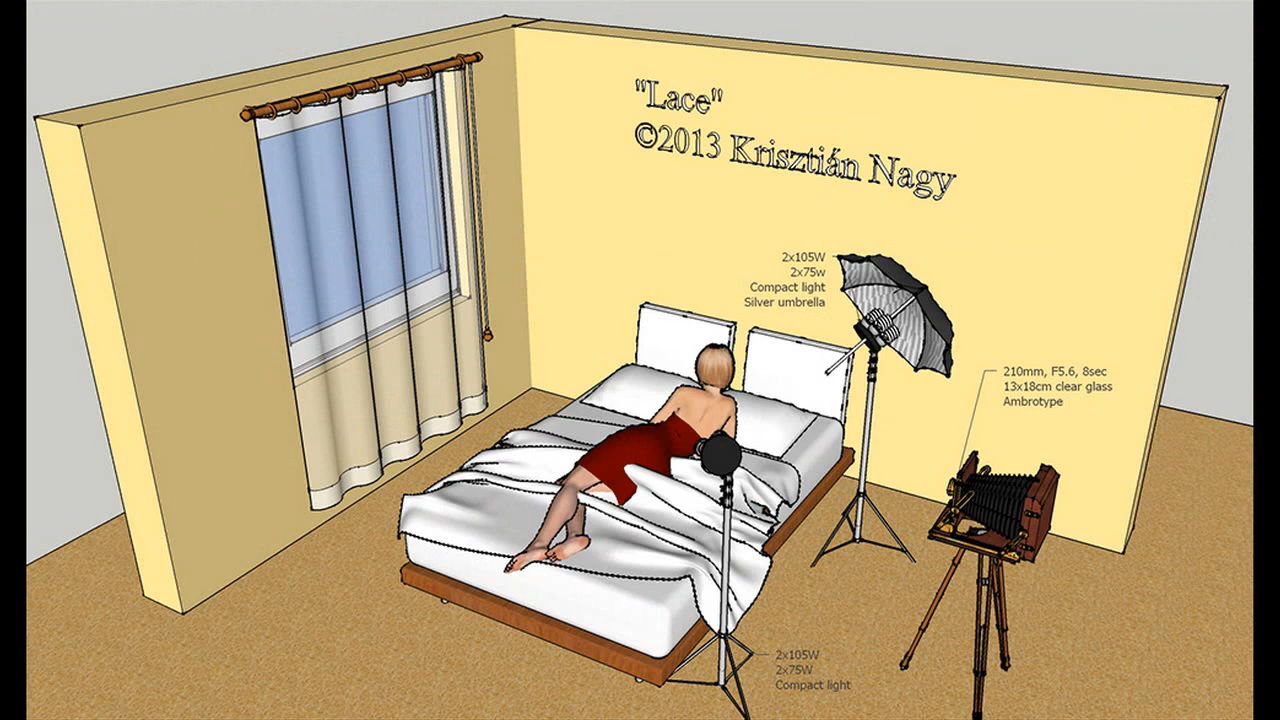 "Lace"
©2013 Krisztián Nagy
2x105W
2x75w
Compact light
Silver umbrella
210mm, F5.6, 8sec
13x18cm clear glass
Ambrotype
2x105W
2x75W
Compact light